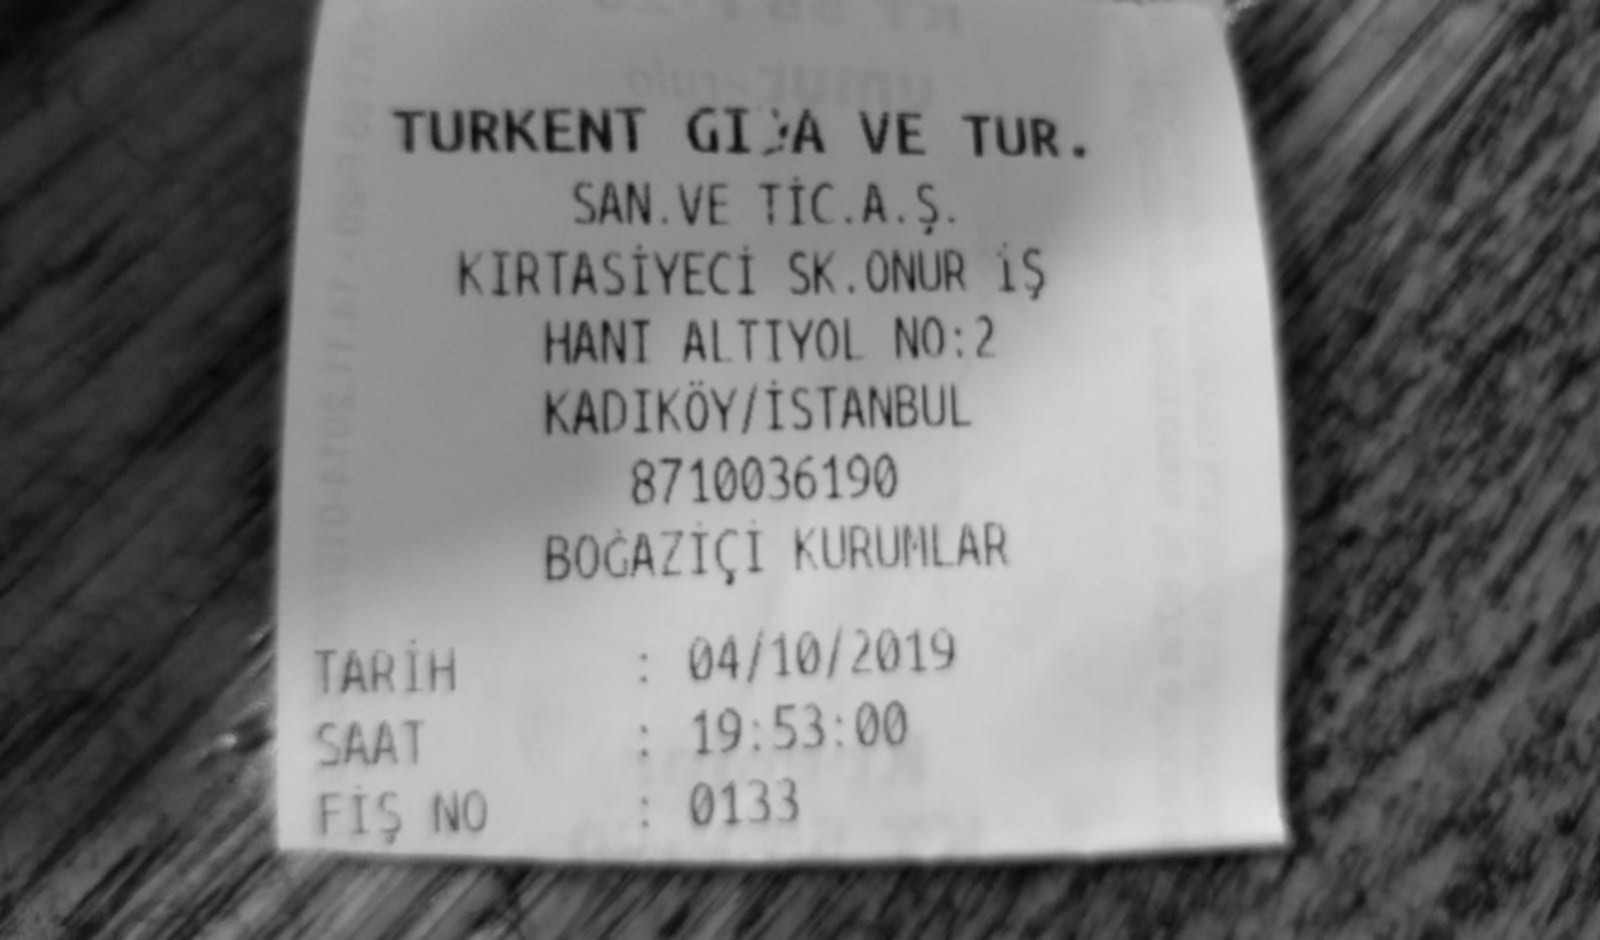 TURKENT GIDA VE TUR.
SAN.VE TİC.A.Ş.
KIRTASİYECİ SK.ONUR İŞ
HANI ALTIYOL NO:2
KADIKÖY/İSTANBUL
8710036190
BOĞAZİÇİ KURUMLAR
TARİH : 04/10/2019
SAAT : 19:53:00
FİŞ NO : 0133